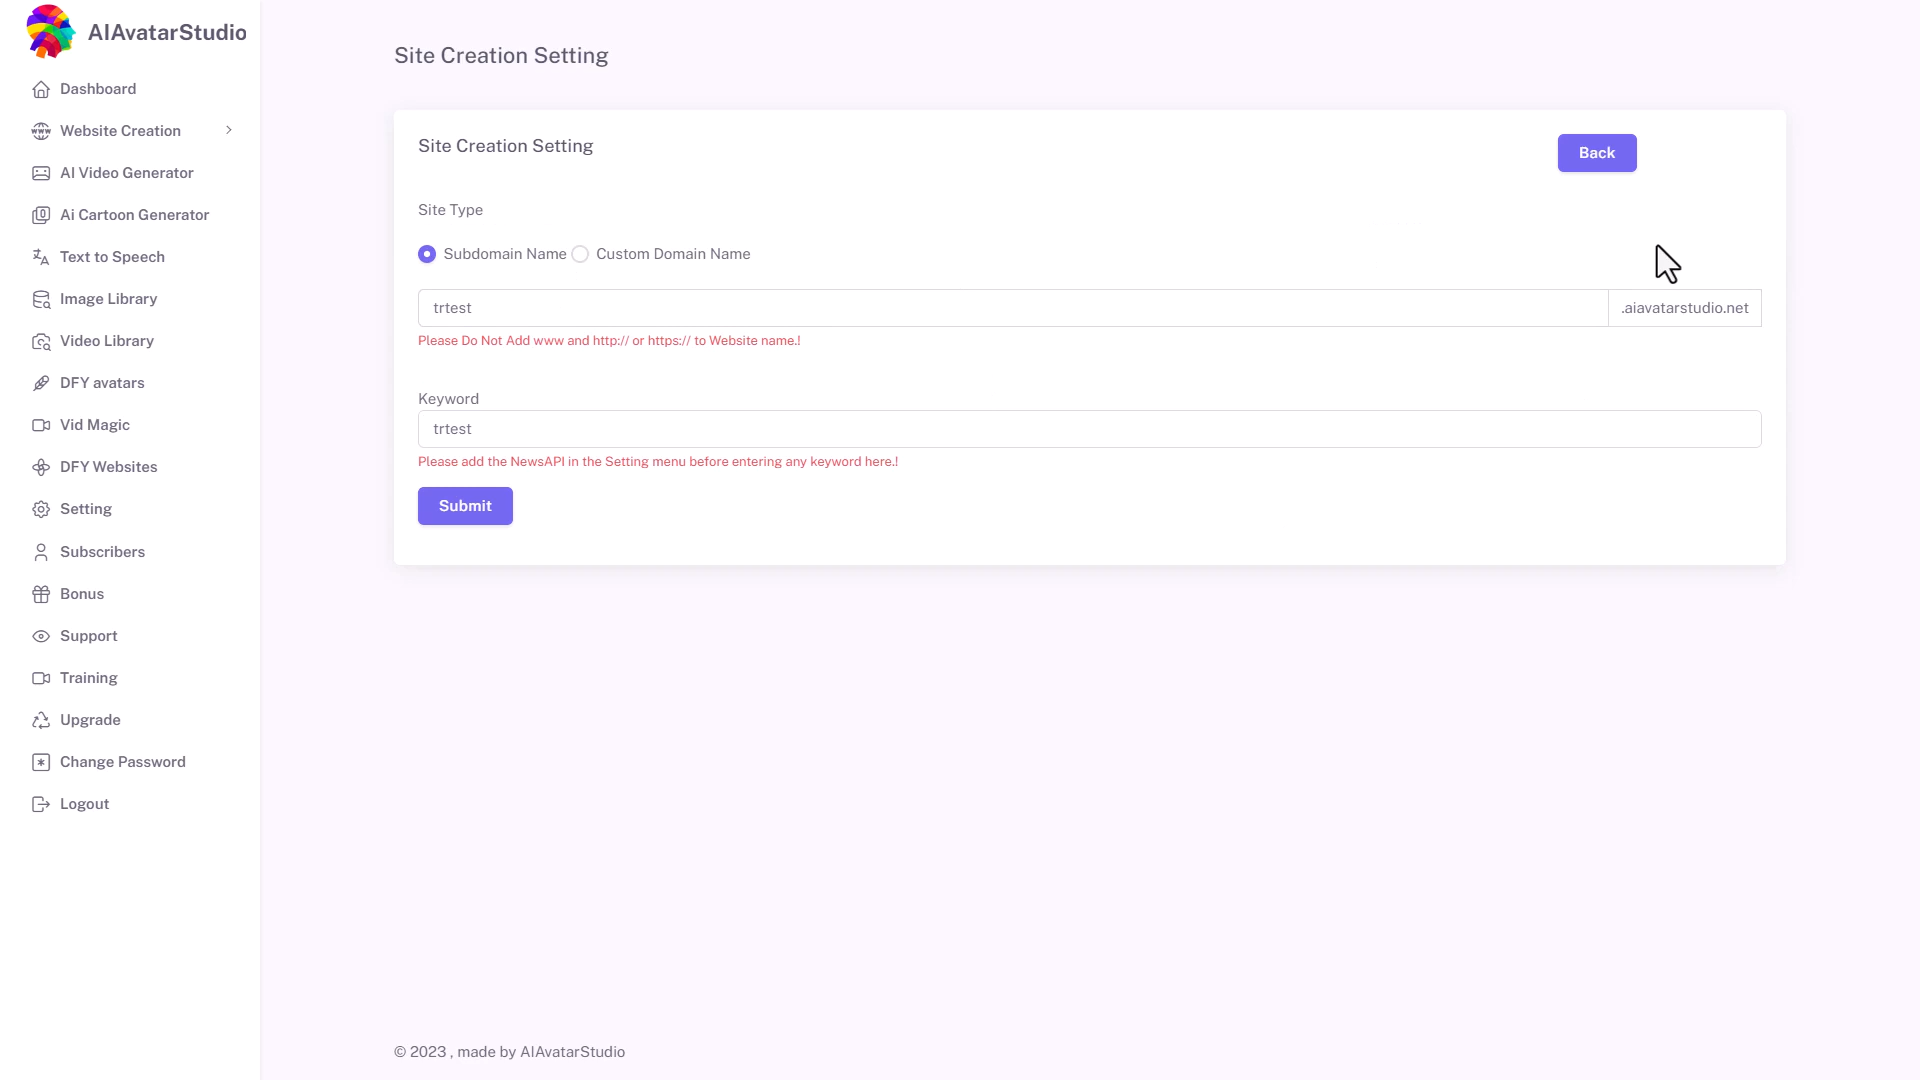 AIAvatarStudio
Dashboard
Website Creation
AI Video Generator
Ai Cartoon Generator
Text to Speech
Image Library
Video Library
DFY avatars
Vid Magic
DFY Websites
Setting
Subscribers
Bonus
Support
Training
Upgrade
Change Password
Logout
Site Creation Setting
Site Creation Setting
Back
Site Type
Subdomain Name Custom Domain Name
trtest .aiavatarstudio.net
Please Do Not Add www and http:// or https:// to Website name.!
Keyword
trtest
Please add the NewsAPI in the Setting menu before entering any keyword here.!
Submit
© 2023 , made by AIAvatarStudio